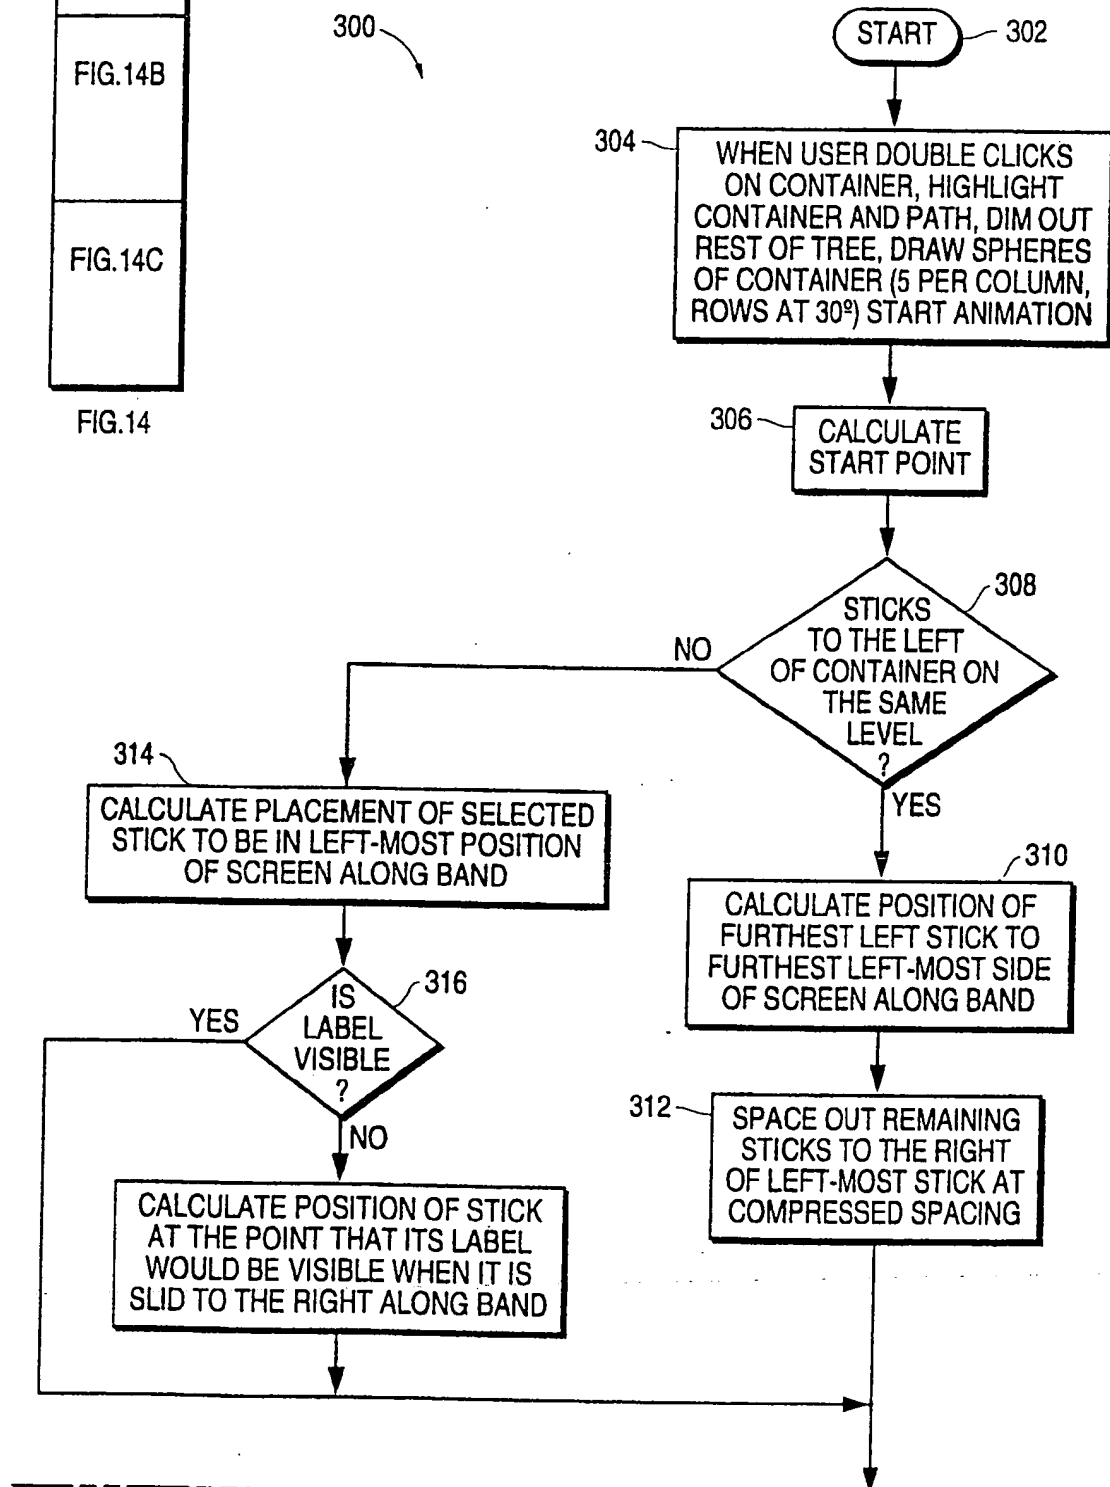 FIG.14B
FIG.14C
FIG.14
300
START
302
304
WHEN USER DOUBLE CLICKS
ON CONTAINER, HIGHLIGHT
CONTAINER AND PATH, DIM OUT
REST OF TREE, DRAW SPHERES
OF CONTAINER (5 PER COLUMN,
ROWS AT 30º) START ANIMATION
306
CALCULATE
START POINT
308
STICKS
TO THE LEFT
OF CONTAINER ON
THE SAME
LEVEL
?
NO
YES
314
CALCULATE PLACEMENT OF SELECTED
STICK TO BE IN LEFT-MOST POSITION
OF SCREEN ALONG BAND
316
IS
LABEL
VISIBLE
?
YES
NO
CALCULATE POSITION OF STICK
AT THE POINT THAT ITS LABEL
WOULD BE VISIBLE WHEN IT IS
SLID TO THE RIGHT ALONG BAND
310
CALCULATE POSITION OF
FURTHEST LEFT STICK TO
FURTHEST LEFT-MOST SIDE
OF SCREEN ALONG BAND
312
SPACE OUT REMAINING
STICKS TO THE RIGHT
OF LEFT-MOST STICK AT
COMPRESSED SPACING